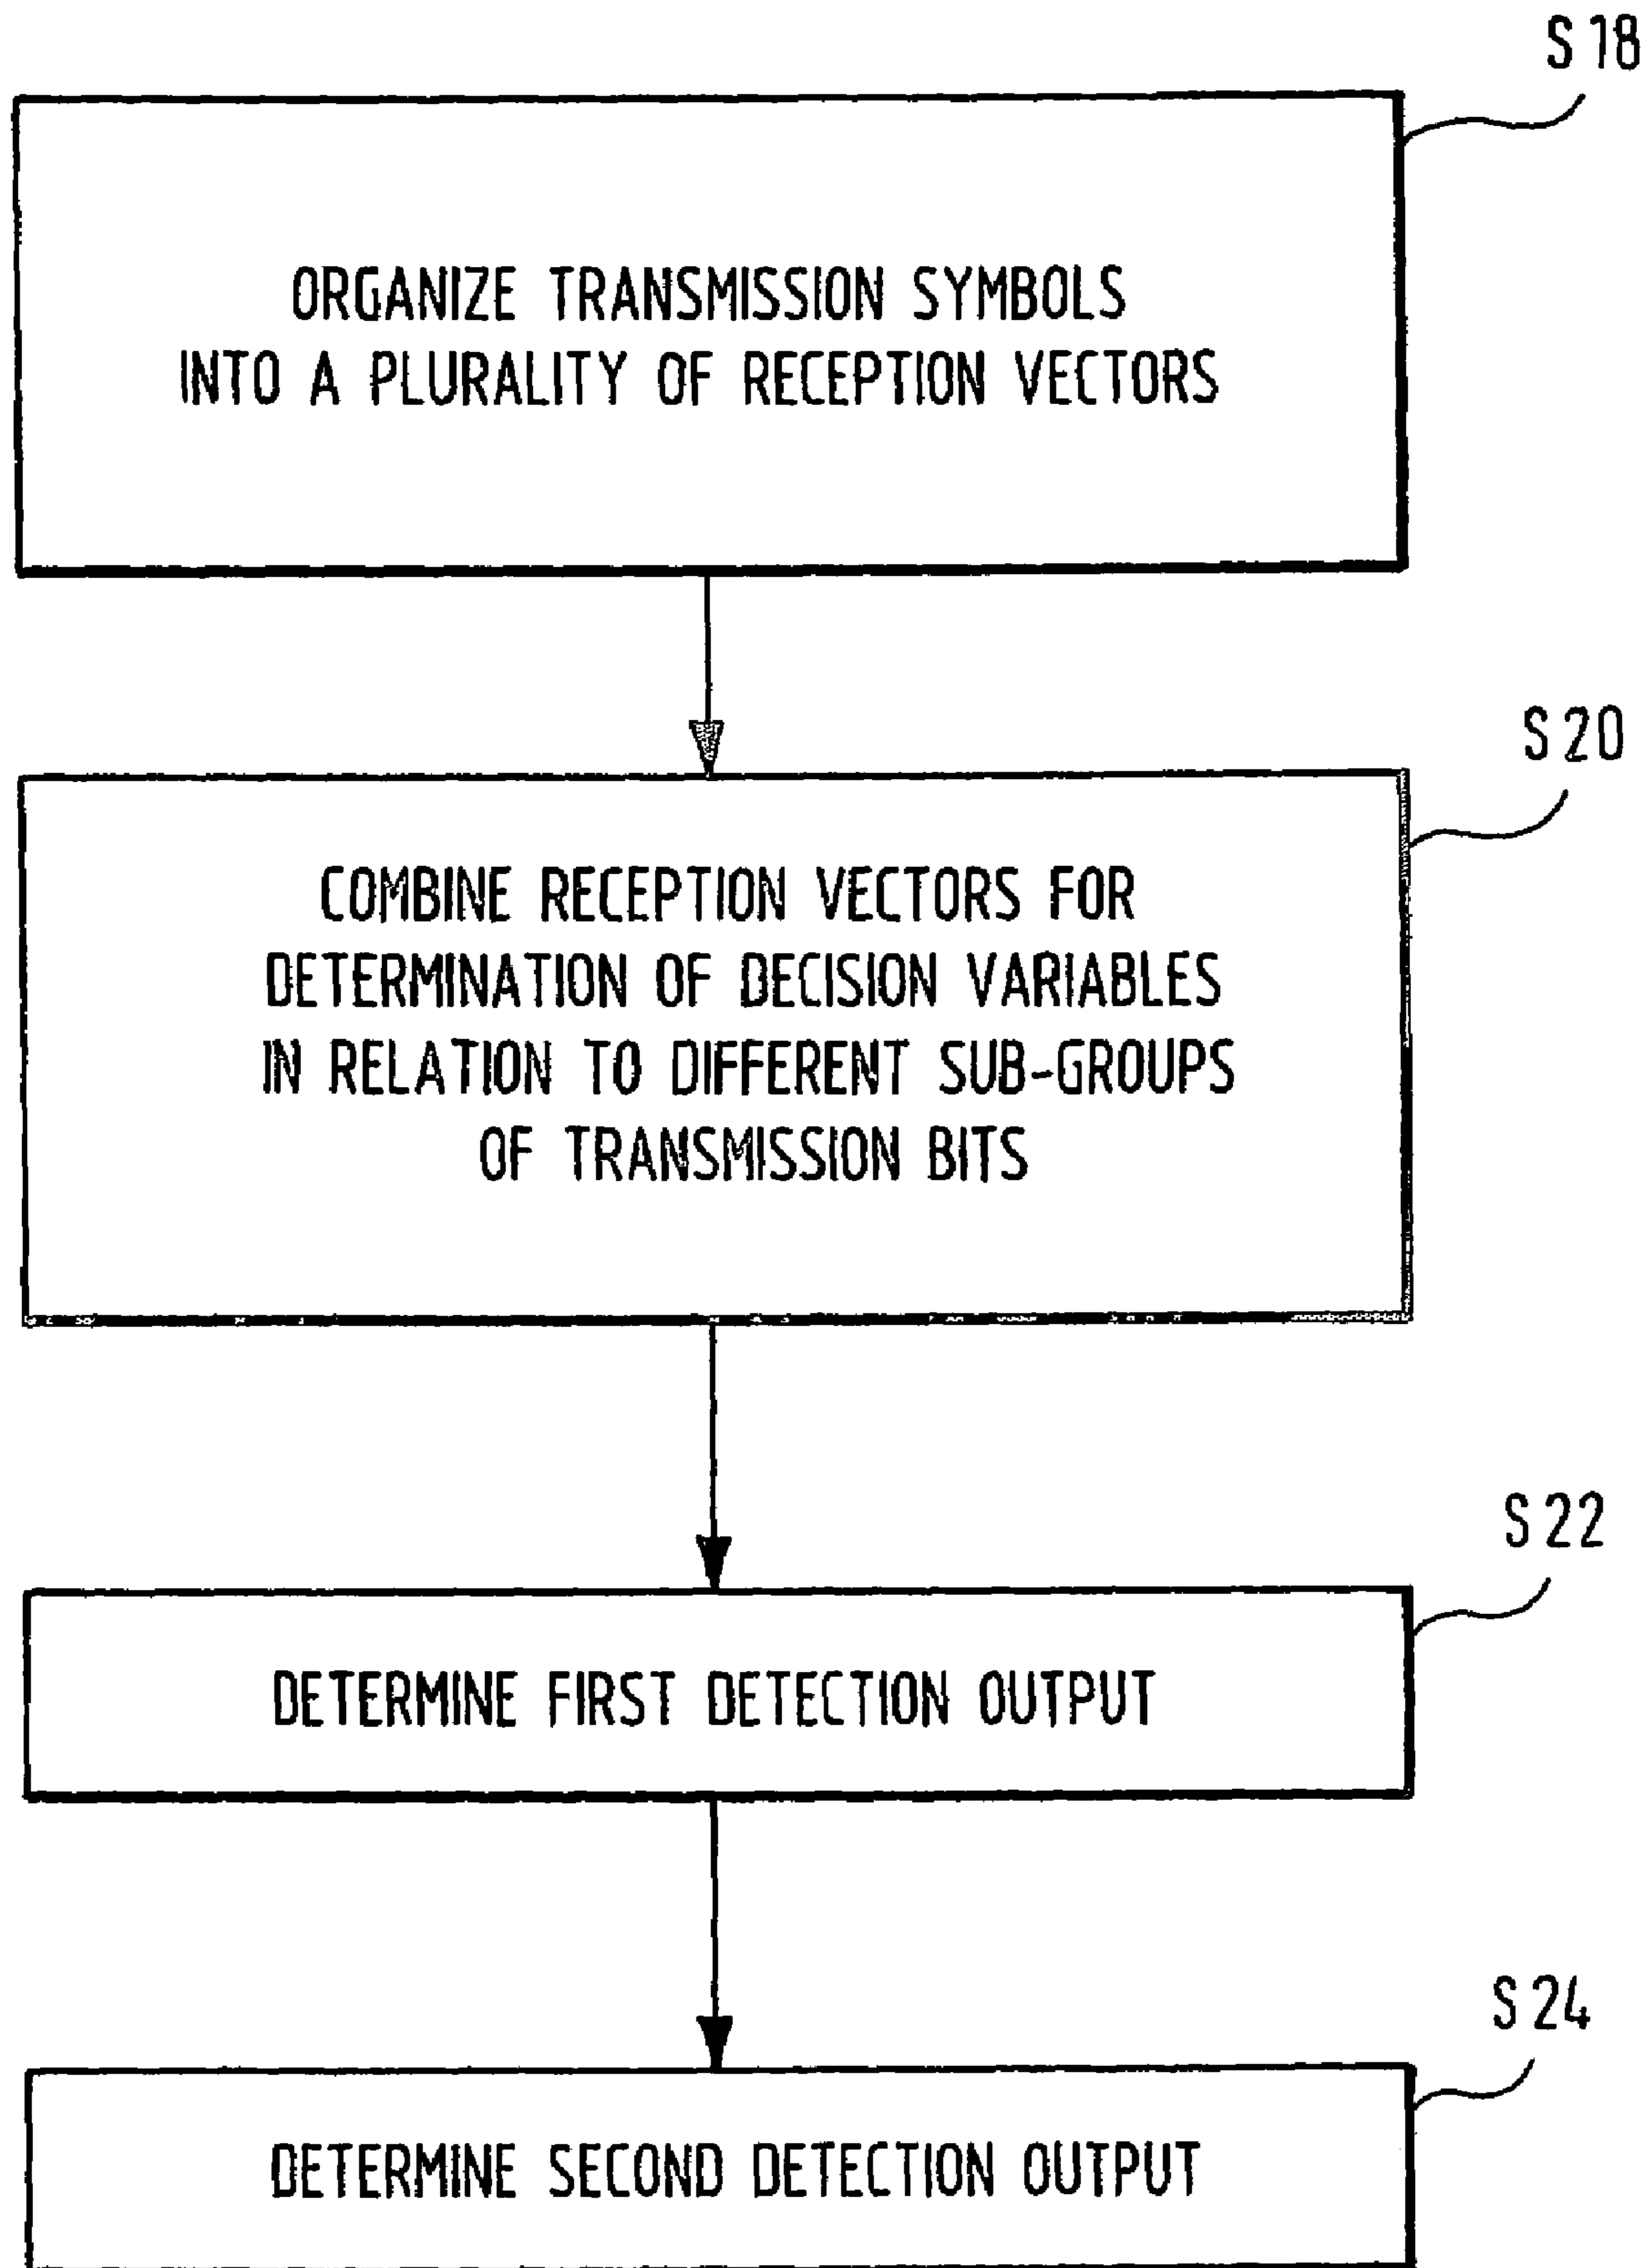 S 18
ORGANIZE TRANSMISSION SYMBOLS
INTO A PLURALITY OF RECEPTION VECTORS
S 20
COMBINE RECEPTION VECTORS FOR
DETERMINATION OF DECISION VARIABLES
IN RELATION TO DIFFERENT SUB-GROUPS
OF TRANSMISSION BITS
S 22
DETERMINE FIRST DETECTION OUTPUT
S 24
DETERMINE SECOND DETECTION OUTPUT